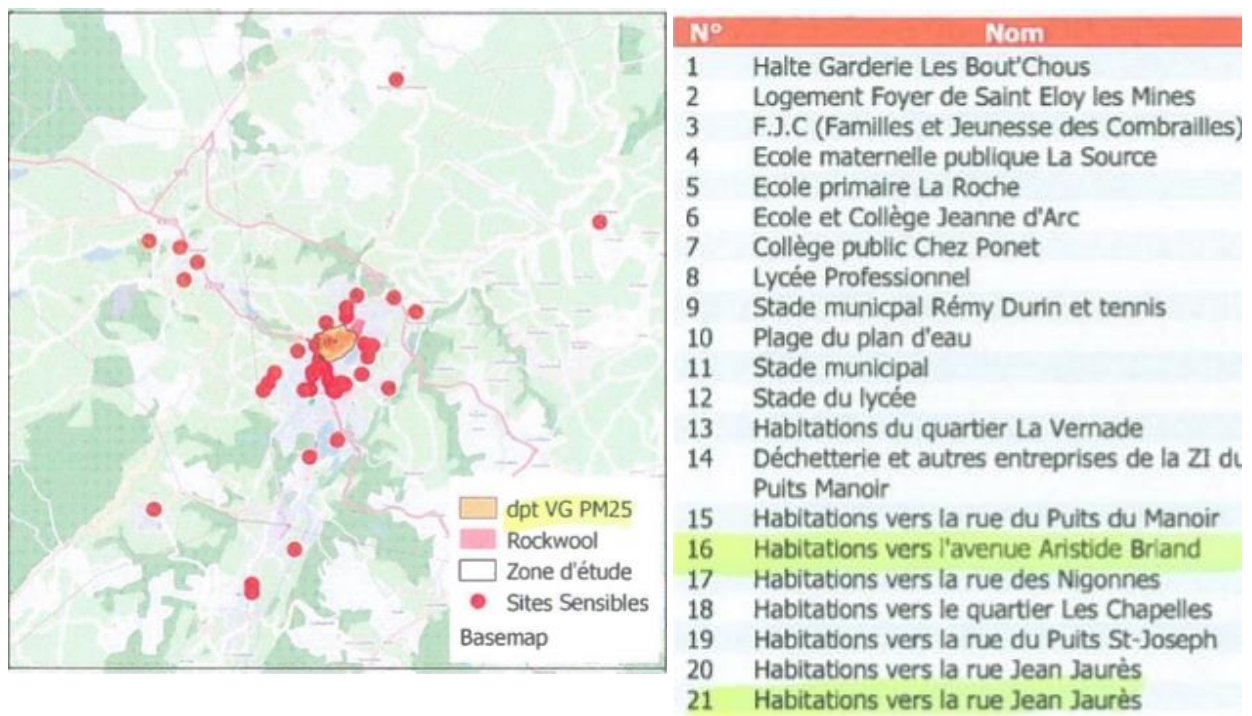 dpt VG PM25
Rockwool
Zone d'étude
Sites Sensibles
Basemap
N° Nom
1 Halte Garderie Les Bout'Chous
2 Logement Foyer de Saint Eloy les Mines
3 F.J.C (Familles et Jeunesse des Combrailles)
4 Ecole maternelle publique La Source
5 Ecole primaire La Roche
6 Ecole et Collège Jeanne d'Arc
7 Collège public Chez Ponet
8 Lycée Professionnel
9 Stade municpal Rémy Durin et tennis
10 Plage du plan d'eau
11 Stade municipal
12 Stade du lycée
13 Habitations du quartier La Vernade
14 Déchetterie et autres entreprises de la ZI du
Puits Manoir
15 Habitations vers la rue du Puits du Manoir
16 Habitations vers l'avenue Aristide Briand
17 Habitations vers la rue des Nigonnes
18 Habitations vers le quartier Les Chapelles
19 Habitations vers la rue du Puits St-Joseph
20 Habitations vers la rue Jean Jaurès
21 Habitations vers la rue Jean Jaurès